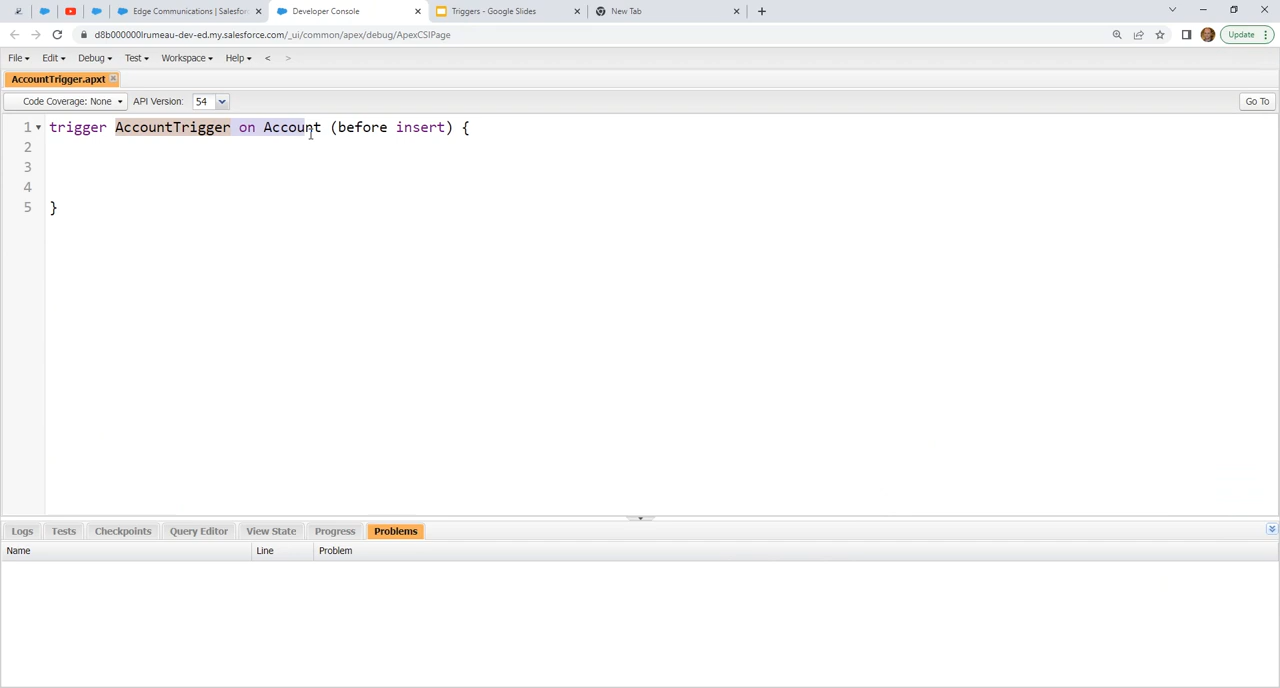 Edge Communications | Salesfor
Developer Console
Triggers - Google Slides
New Tab
d8b000000lrumeau-dev-ed.my.salesforce.com/_ui/common/apex/debug/ApexCSIPage
Update
File Edit Debug Test Workspace Help < >
AccountTrigger.apxt
Code Coverage: None API Version: 54 Go To
1 trigger AccountTrigger on Account (before insert) {
2
3
4
5 }
Logs Tests Checkpoints Query Editor View State Progress Problems
Name Line Problem